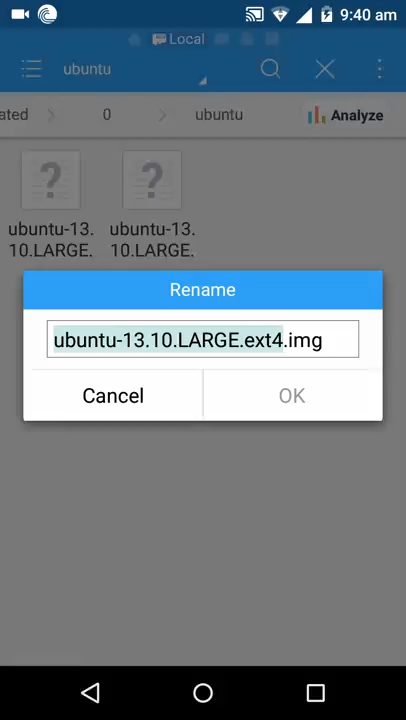 9:40 am
Local
ubuntu
ated
0
ubuntu
Analyze
ubuntu-13.
10.LARGE.
ubuntu-13.
10.LARGE.
Rename
ubuntu-13.10.LARGE.ext4.img
Cancel
OK